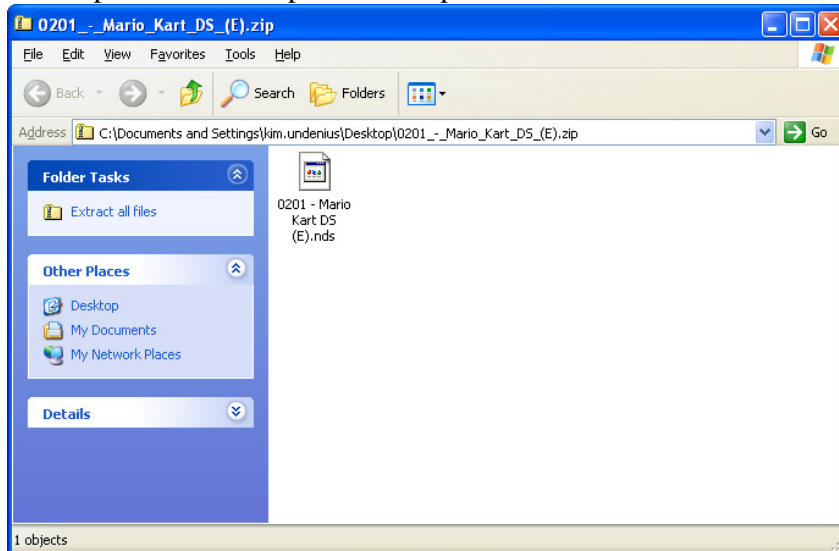 0201_-_Mario_Kart_DS_(E).zip
File Edit View Favorites Tools Help
Back Search Folders
Address C:\Documents and Settings\kim.undenius\Desktop\0201_-_Mario_Kart_DS_(E).zip Go
Folder Tasks
Extract all files
0201 - Mario
Kart DS
(E).nds
Other Places
Desktop
My Documents
My Network Places
Details
1 objects